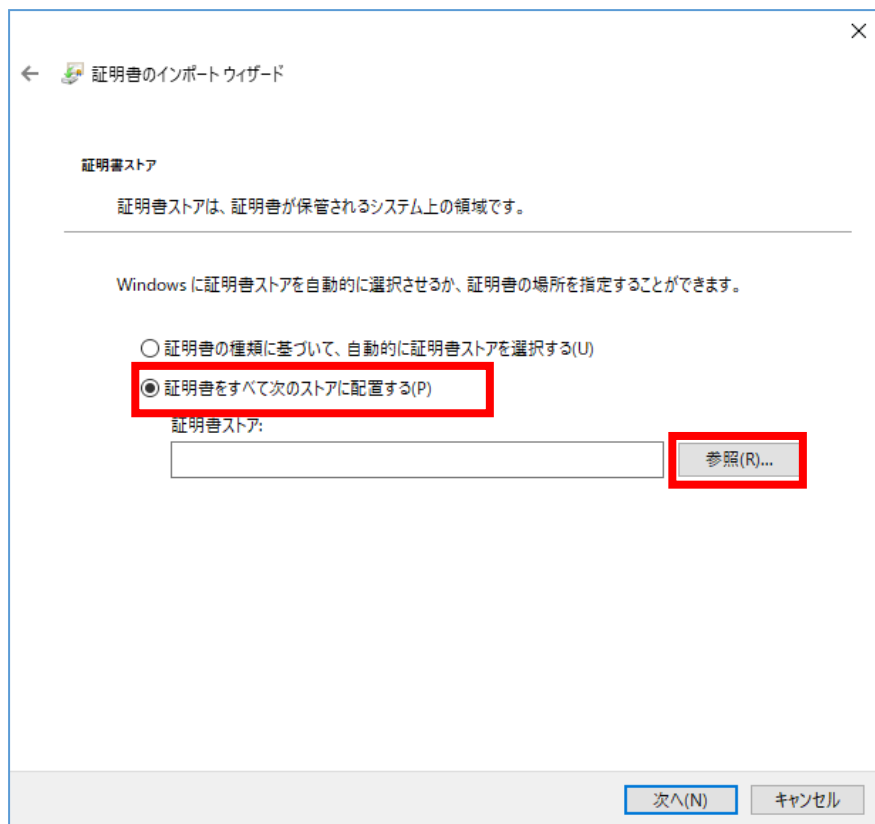 証明書のインポート ウィザード
証明書ストア
証明書ストアは、証明書が保管されるシステム上の領域です。
Windows に証明書ストアを自動的に選択させるか、証明書の場所を指定することができます。
証明書の種類に基づいて、自動的に証明書ストアを選択する(U)
証明書をすべて次のストアに配置する(P)
証明書ストア:
参照(R)...
次へ(N)
キャンセル